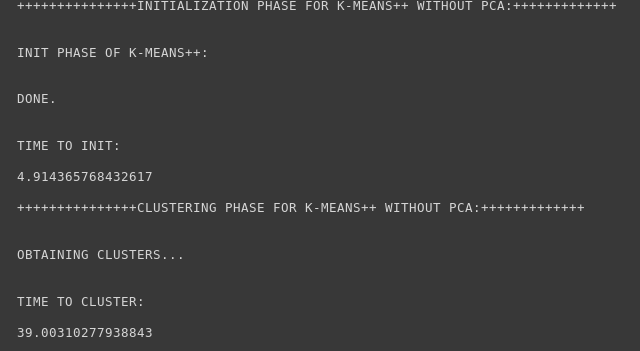 +++++++++++++++INITIALIZATION PHASE FOR K-MEANS++ WITHOUT PCA:+++++++++++++
INIT PHASE OF K-MEANS++:
DONE.
TIME TO INIT:
4.914365768432617
+++++++++++++++CLUSTERING PHASE FOR K-MEANS++ WITHOUT PCA:+++++++++++++
OBTAINING CLUSTERS...
TIME TO CLUSTER:
39.00310277938843